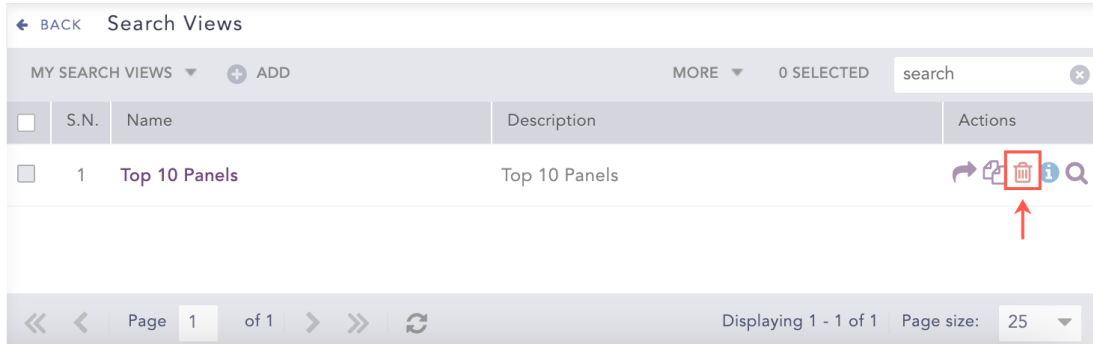 BACK Search Views
MY SEARCH VIEWS ADD MORE 0 SELECTED search
S.N. Name Description Actions
1 Top 10 Panels Top 10 Panels
Page 1 of 1 Displaying 1 - 1 of 1 Page size: 25